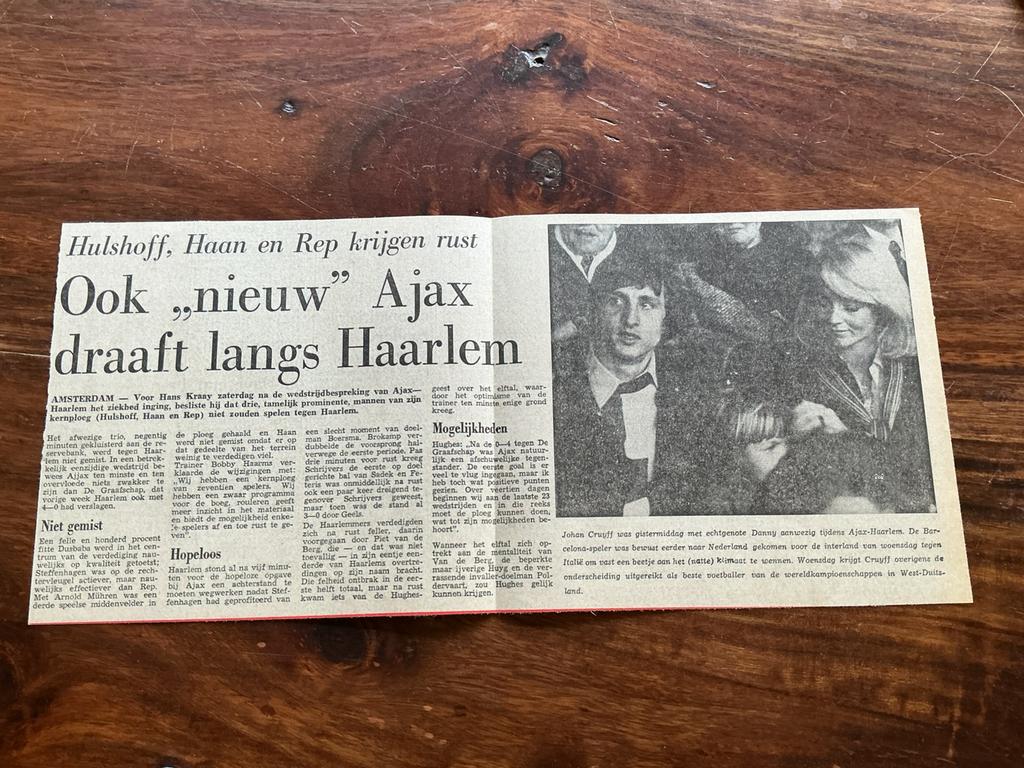 Hulshoff, Haan en Rep krijgen rust
Ook „nieuw” Ajax
draaft langs Haarlem
AMSTERDAM — Voor Hans Kraay zaterdag na de wedstrijdbespreking van Ajax—
Haarlem het ziekbed inging, besliste hij dat drie, tamelijk prominente, mannen van zijn
kernploeg (Hulshoff, Haan en Rep) niet zouden spelen tegen Haarlem.
Het afwezige trio, negentig
minuten gekluisterd aan de re-
servebank, werd tegen Haar-
lem niet gemist. In een betrek-
kelijk eenzijdige wedstrijd be-
wees Ajax ten minste en ten
overvloede niets zwakker te
zijn dan De Graafschap, dat
vorige week Haarlem ook met
4—0 had verslagen.
Niet gemist
Een felle en honderd procent
fitte Dusbaba werd in het cen-
trum van de verdediging nau-
welijks op kwaliteit getoetst;
Steffenhagen was op de rech-
tervleugel actiever, maar nau-
welijks effectiever dan Rep.
Met Arnold Mühren was een
derde speelse middenvelder in
de ploeg gehaald en Haan
werd niet gemist omdat er op
dat gedeelte van het terrein
weinig te verdedigen viel.
Trainer Bobby Haarms ver-
klaarde de wijzigingen met:
„Wij hebben een kernploeg
van zeventien spelers. Wij
hebben een zwaar programma
voor de boeg, rouleren geeft
meer inzicht in het materiaal
en biedt de mogelijkheid enke-
le spelers af en toe rust te ge-
ven”.
Hopeloos
Haarlem stond al na vijf minu-
ten voor de hopeloze opgave
bij Ajax een achterstand te
moeten wegwerken nadat Stef-
fenhagen had geprofiteerd van
een slecht moment van doel-
man Boersma. Brokamp ver-
dubbelde de voorsprong hal-
verwege de eerste periode. Pas
drie minuten voor rust kreeg
Schrijvers de eerste op doel
gerichte bal van Sadek en Fe-
teris was onmiddellijk na rust
ook een paar keer dreigend te-
genover Schrijvers geweest,
maar toen was de stand al
3—0 door Geels.
De Haarlemmers verdedigden
zich na rust feller, daarin
voorgegaan door Piet van de
Berg, die — en dat was niet
toevallig — in zijn eentje een
derde van Haarlems overtre-
dingen op zijn naam bracht.
Die felheid ontbrak in de eer-
ste helft totaal, maar na rust
kwam iets van de Hughes-
geest over het elftal, waar-
door het optimisme van de
trainer ten minste enige grond
kreeg.
Mogelijkheden
Hughes: „Na de 0—4 tegen De
Graafschap was Ajax natuur-
lijk een afschuwelijke tegen-
stander. De eerste goal is er
veel te vlug ingegaan, maar ik
heb toch wat positieve punten
gezien. Over veertien dagen
beginnen wij aan de laatste 23
wedstrijden en in die reeks
moet de ploeg kunnen doen,
wat tot zijn mogelijkheden be-
hoort”.
Wanneer het elftal zich op-
trekt aan de mentaliteit van
Van de Berg, de beperkte
maar ijverige Huyg en de ver-
rassende invaller-doelman Pol-
dervaart, zou Hughes gelijk
kunnen krijgen.
Johan Cruyff was gistermiddag met echtgenote Danny aanwezig tijdens Ajax-Haarlem. De Bar-
celona-speler was bewust eerder naar Nederland gekomen voor de interland van woensdag tegen
Italië om vast een beetje aan het (natte) klimaat te wennen. Woensdag krijgt Cruyff overigens de
onderscheiding uitgereikt als beste voetballer van de wereldkampioenschappen in West-Duits-
land.